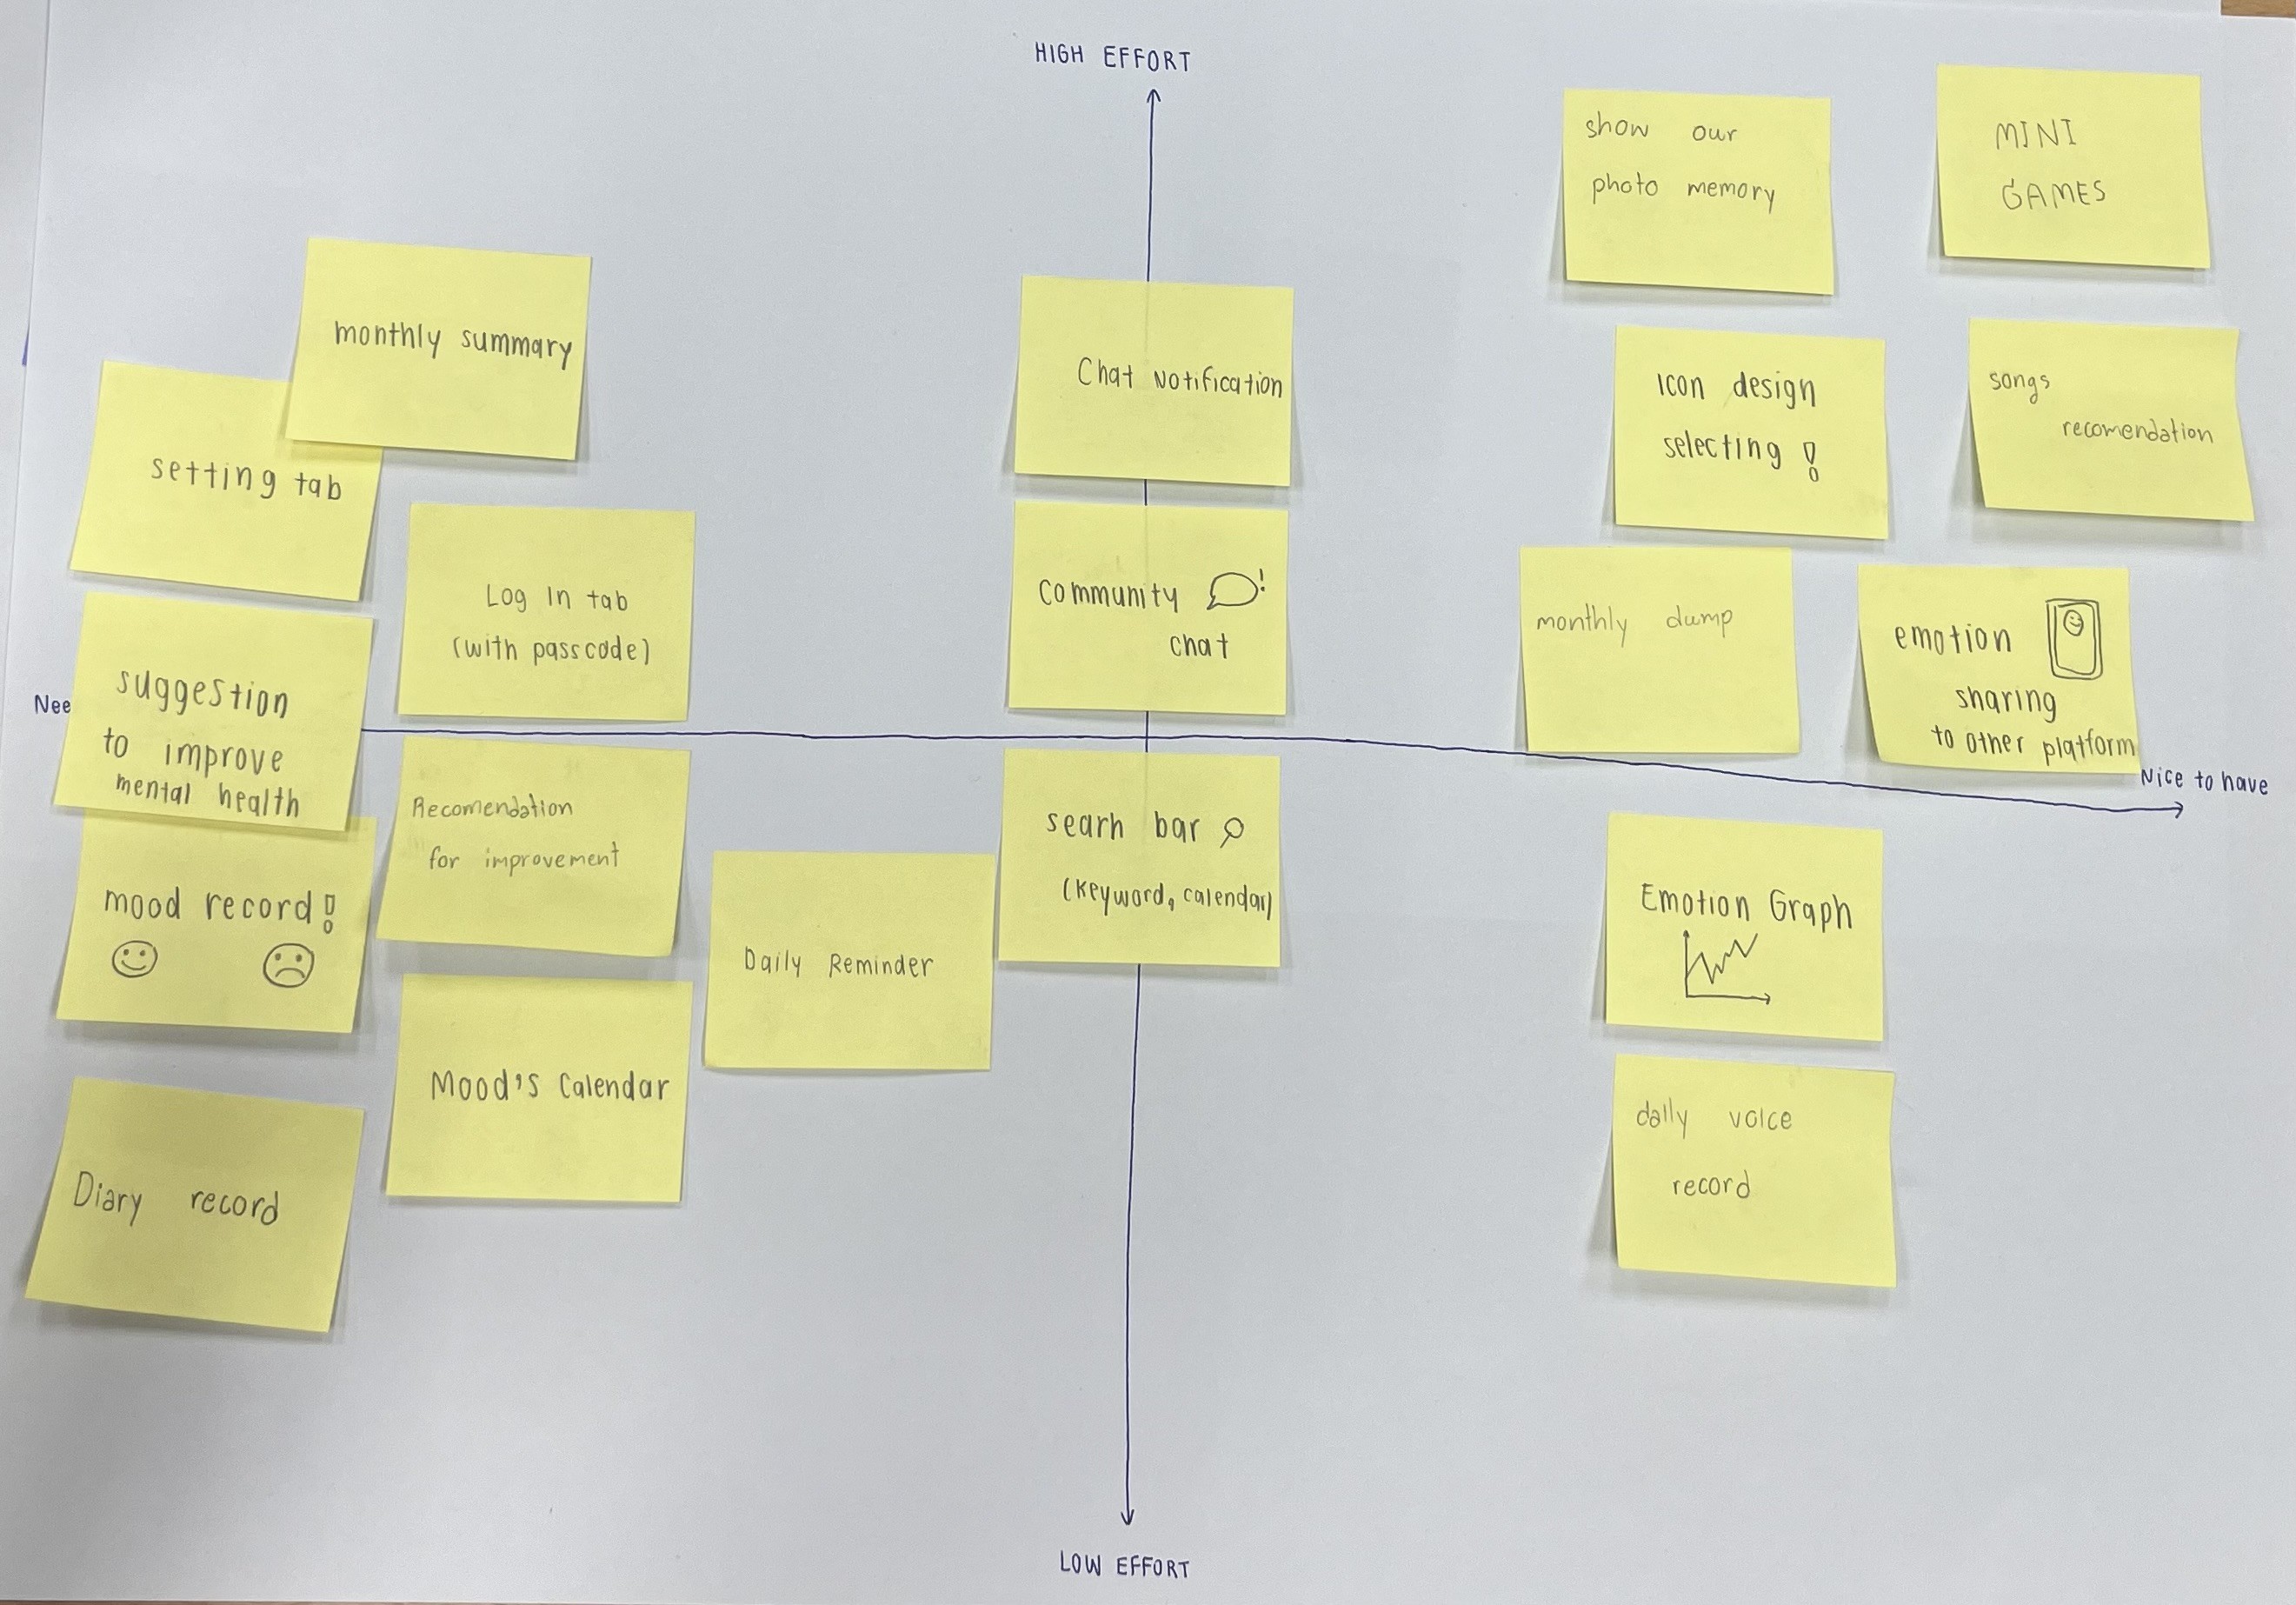 HIGH EFFORT
show our
photo memory
MINI
GAMES
monthly summary
Chat Notification
Icon design
selecting !
songs
recomendation
setting tab
Log In tab
(with passcode)
Community
chat
monthly dump
emotion
sharing
to other platform
Nee
suggestion
to improve
mental health
Nice to have
Recomendation
for improvement
searh bar
(keyword, calendar)
mood record !
Daily Reminder
Emotion Graph
Mood's Calendar
daily voice
record
Diary record
LOW EFFORT